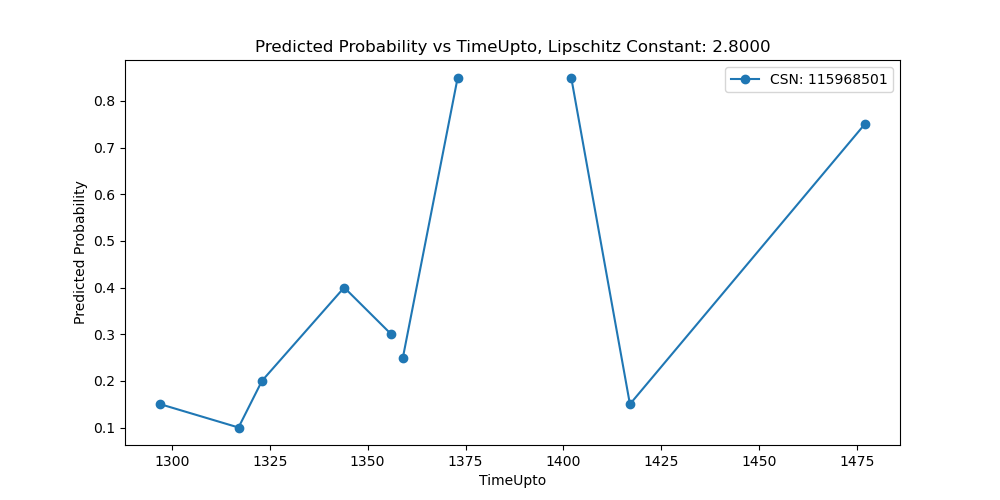 Predicted Probability vs TimeUpto, Lipschitz Constant: 2.8000
CSN: 115968501
Predicted Probability
0.8
0.7
0.6
0.5
0.4
0.3
0.2
0.1
1300 1325 1350 1375 1400 1425 1450 1475
TimeUpto